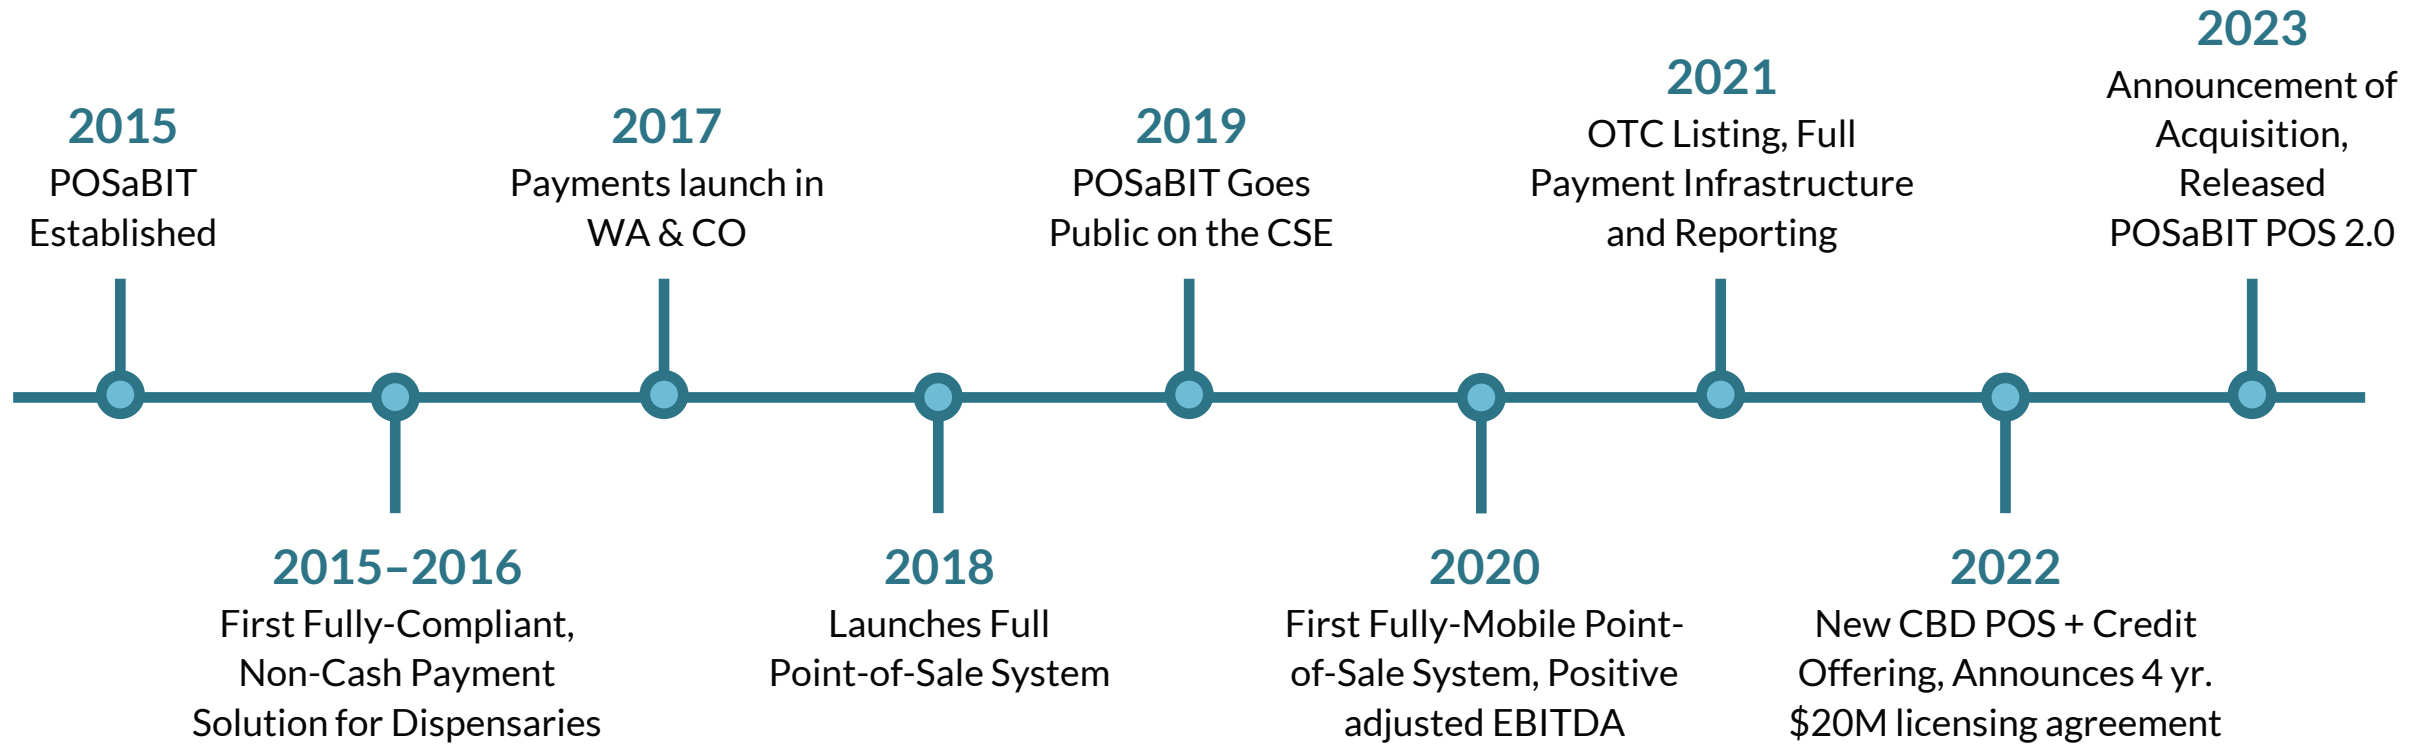 2015
POSaBIT
Established
2015–2016
First Fully-Compliant,
Non-Cash Payment
Solution for Dispensaries
2017
Payments launch in
WA & CO
2018
Launches Full
Point-of-Sale System
2019
POSaBIT Goes
Public on the CSE
2020
First Fully-Mobile Point-
of-Sale System, Positive
adjusted EBITDA
2021
OTC Listing, Full
Payment Infrastructure
and Reporting
2022
New CBD POS + Credit
Offering, Announces 4 yr.
$20M licensing agreement
2023
Announcement of
Acquisition,
Released
POSaBIT POS 2.0